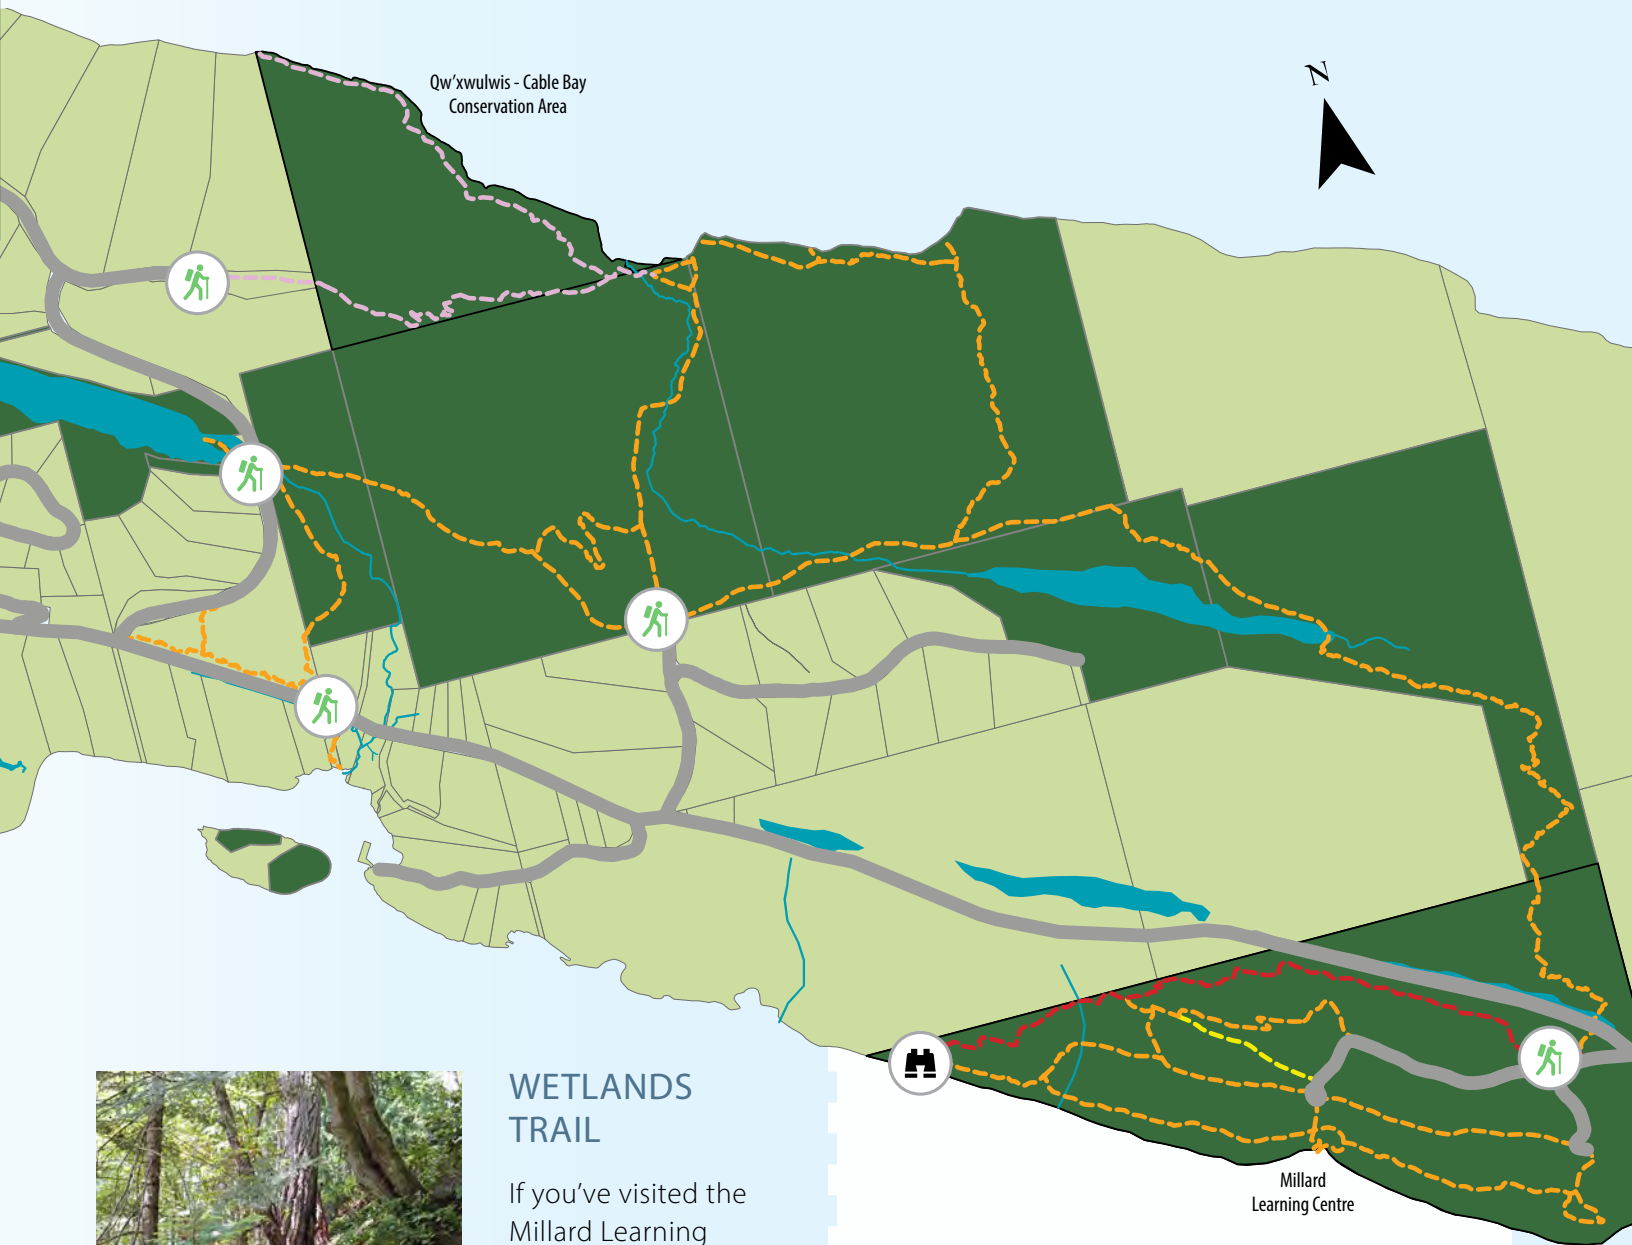 Qw'xwulwis - Cable Bay
Conservation Area
N
WETLANDS
TRAIL
If you’ve visited the
Millard Learning
Millard
Learning Centre